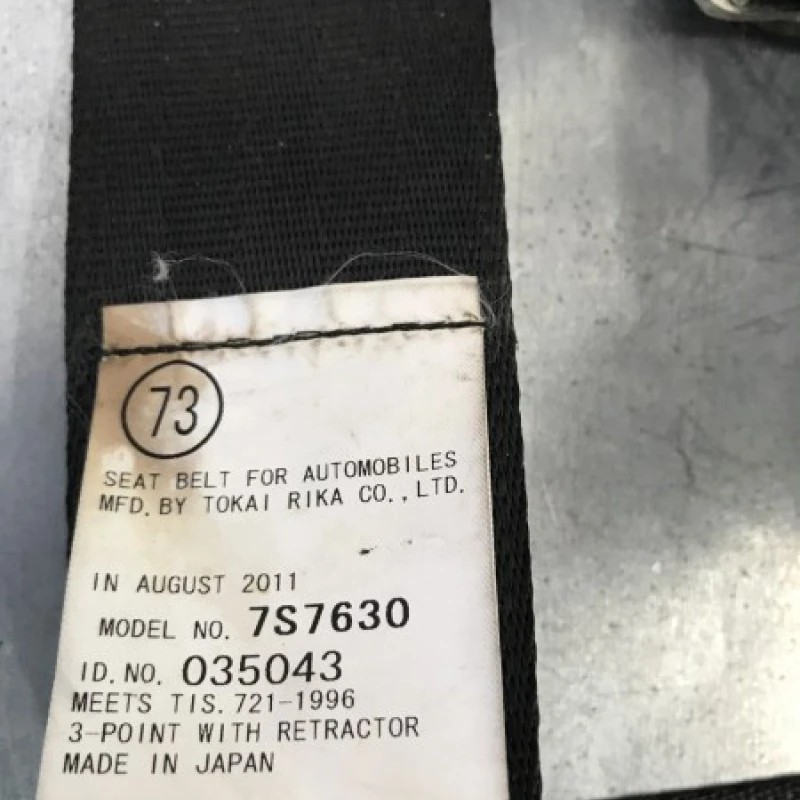 73
SEAT BELT FOR AUTOMOBILES
MFD. BY TOKAI RIKA CO., LTD.
IN AUGUST 2011
MODEL NO. 7S7630
ID. NO. 035043
MEETS TIS. 721-1996
3-POINT WITH RETRACTOR
MADE IN JAPAN